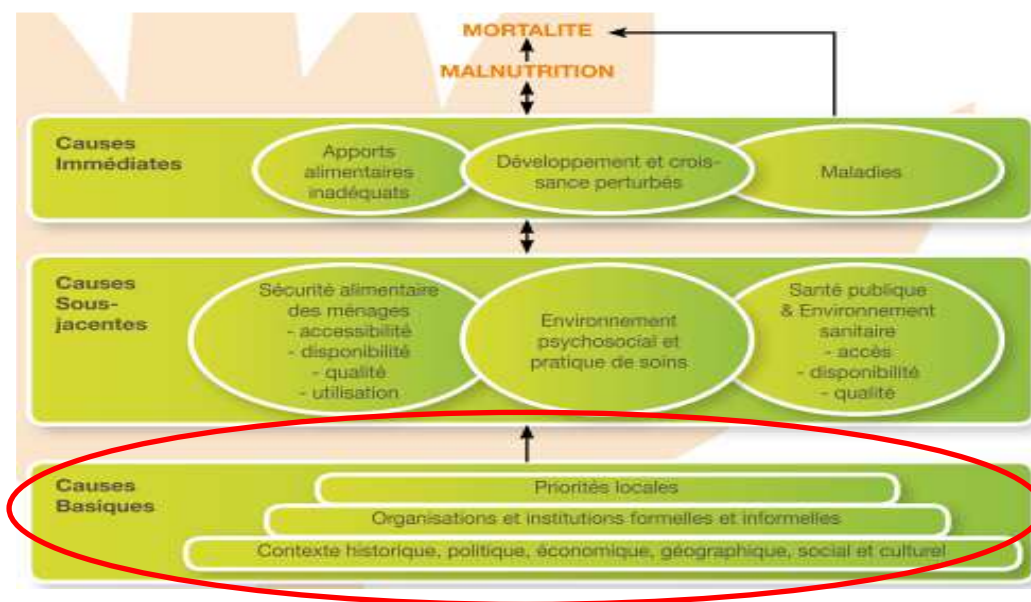 MORTALITE
MALNUTRITION
Causes
Immédiates
Apports
alimentaires
inadéquats
Développement et crois-
sance perturbés
Maladies
Causes
Sous-
jacentes
Sécurité alimentaire
des ménages
- accessibilité
- disponibilité
- qualité
- utilisation
Environnement
psychosocial et
pratique de soins
Santé publique
& Environnement
sanitaire
- accès
- disponibilité
- qualité
Causes
Basiques
Priorités locales
Organisations et institutions formelles et informelles
Contexte historique, politique, économique, géographique, social et culturel